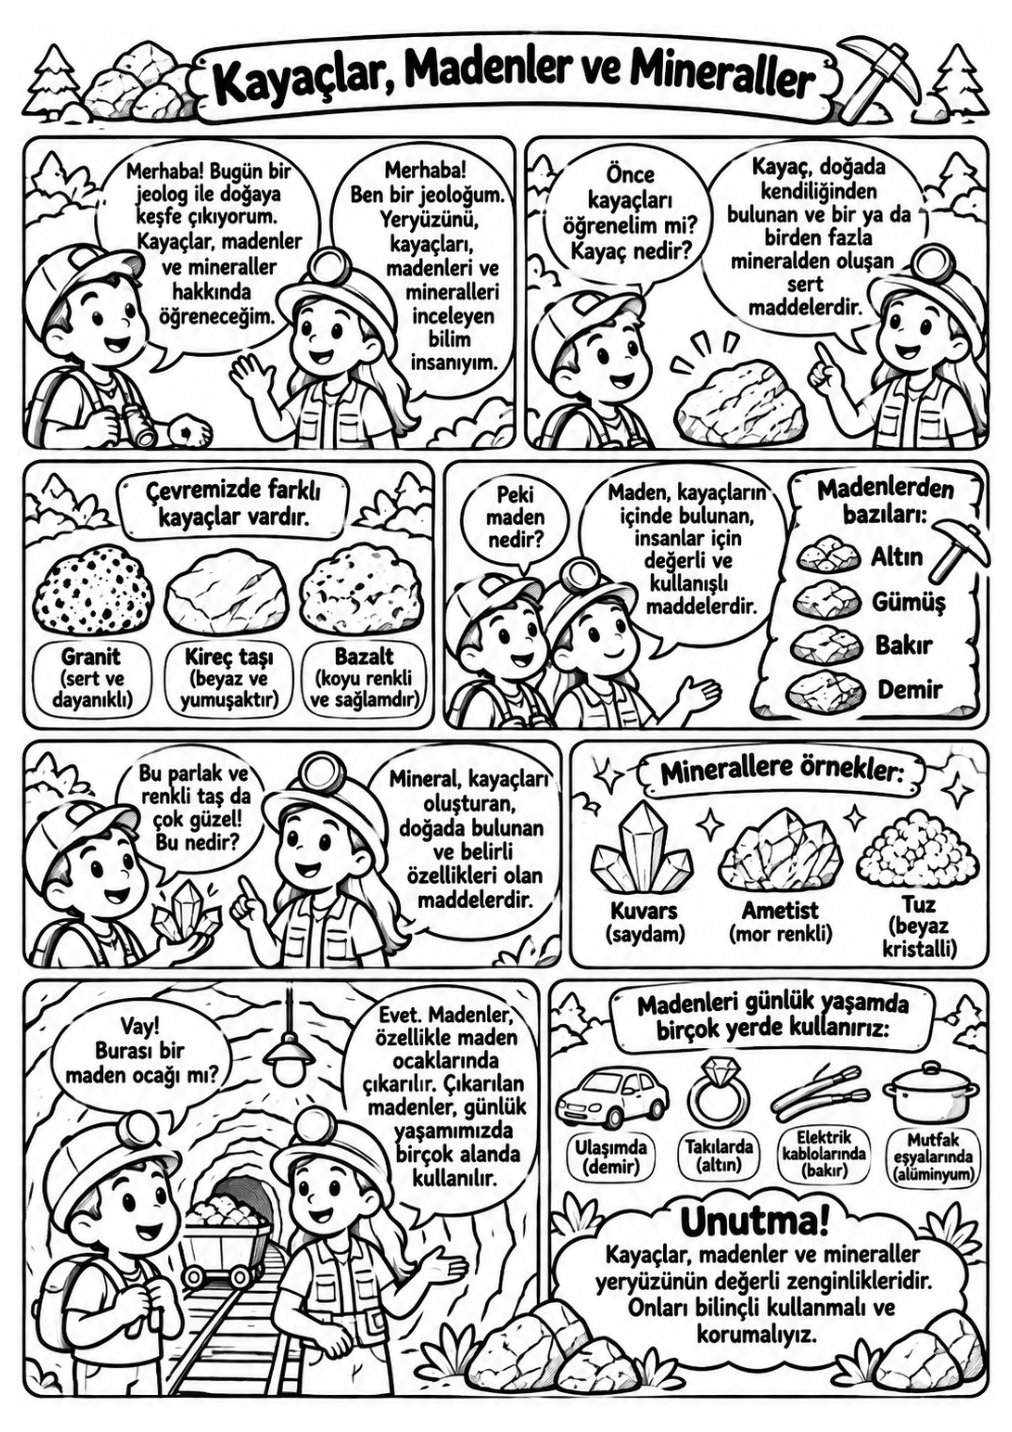 Kayaçlar, Madenler ve Mineraller
Merhaba! Bugün bir
jeolog ile doğaya
keşfe çıkıyorum.
Kayaçlar, madenler
ve mineraller
hakkında
öğreneceğim.
Merhaba!
Ben bir jeoloğum.
Yeryüzünü,
kayaçları,
madenleri ve
mineralleri
inceleyen
bilim
insanıyım.
Önce
kayaçları
öğrenelim mi?
Kayaç nedir?
Kayaç, doğada
kendiliğinden
bulunan ve bir ya da
birden fazla
mineralden oluşan
sert
maddelerdir.
Çevremizde farklı
kayaçlar vardır.
Granit
(sert ve
dayanıklı)
Kireç taşı
(beyaz ve
yumuşaktır)
Bazalt
(koyu renkli
ve sağlamdır)
Peki
maden
nedir?
Maden, kayaçların
içinde bulunan,
insanlar için
değerli ve
kullanışlı
maddelerdir.
Madenlerden
bazıları:
Altın
Gümüş
Bakır
Demir
Bu parlak ve
renkli taş da
çok güzel!
Bu nedir?
Mineral, kayaçları
oluşturan,
doğada bulunan
ve belirli
özellikleri olan
maddelerdir.
Minerallere örnekler:
Kuvars
(saydam)
Ametist
(mor renkli)
Tuz
(beyaz
kristalli)
Vay!
Burası bir
maden ocağı mı?
Evet. Madenler,
özellikle maden
ocaklarında
çıkarılır. Çıkarılan
madenler, günlük
yaşamımızda
birçok alanda
kullanılır.
Madenleri günlük yaşamda
birçok yerde kullanırız:
Ulaşımda
(demir)
Takılarda
(altın)
Elektrik
kablolarında
(bakır)
Mutfak
eşyalarında
(alüminyum)
Unutma!
Kayaçlar, madenler ve mineraller
yeryüzünün değerli zenginlikleridir.
Onları bilinçli kullanmalı ve
korumalıyız.